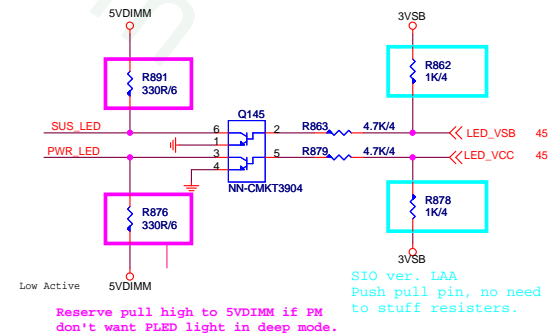 5VDIMM
3VSB
R891
330R/6
R862
1K/4
Q145
SUS_LED
6
2
R863
4.7K/4
LED_VSB
45
1
PWR_LED
3
5
R879
4.7K/4
LED_VCC
45
4
NN-CMKT3904
R876
330R/6
R878
1K/4
3VSB
Low Active
5VDIMM
SIO ver. LAA
Push pull pin, no need
to stuff resisters.
Reserve pull high to 5VDIMM if PM
don't want PLED light in deep mode.